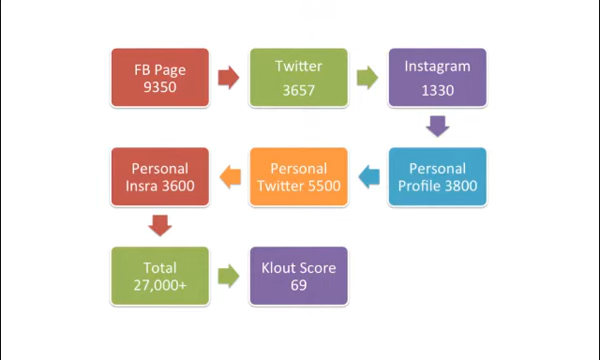 FB Page
9350
Twitter
3657
Instagram
1330
Personal
Profile 3800
Personal
Twitter 5500
Personal
Insra 3600
Total
27,000+
Klout Score
69